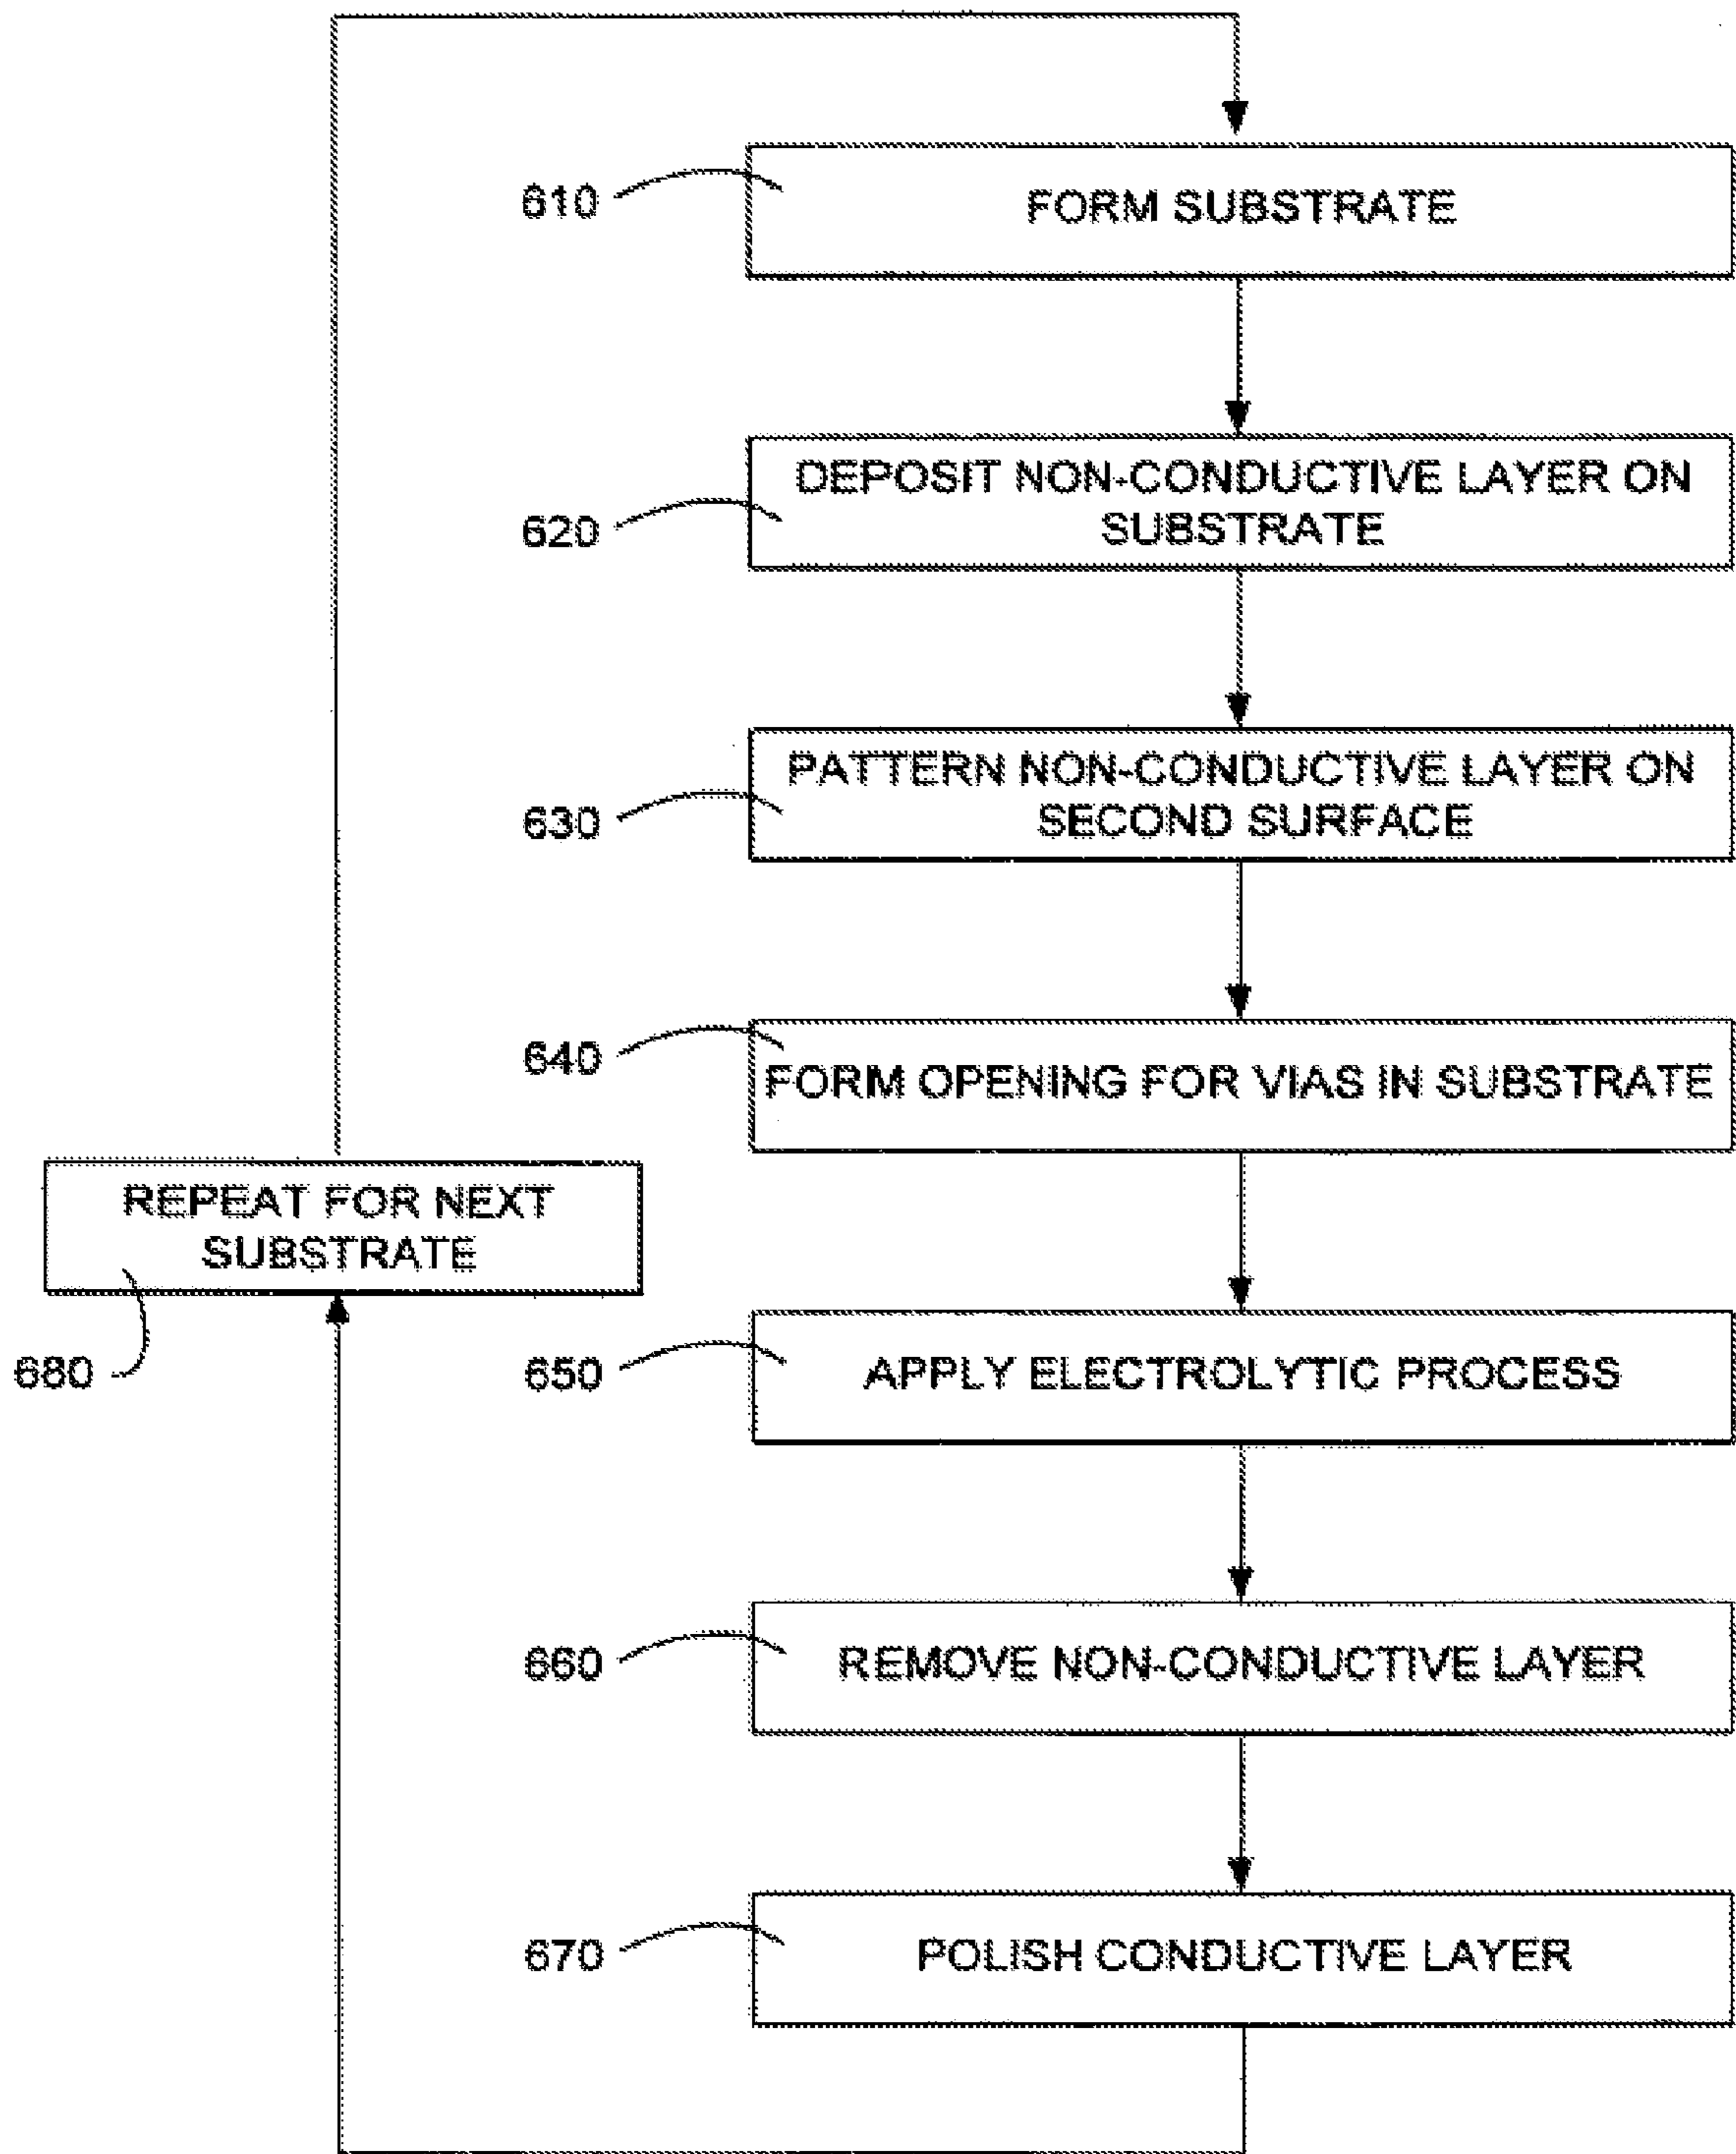 610
FORM SUBSTRATE
620
DEPOSIT NON-CONDUCTIVE LAYER ON
SUBSTRATE
630
PATTERN NON-CONDUCTIVE LAYER ON
SECOND SURFACE
640
FORM OPENING FOR VIAS IN SUBSTRATE
REPEAT FOR NEXT
SUBSTRATE
680
650
APPLY ELECTROLYTIC PROCESS
660
REMOVE NON-CONDUCTIVE LAYER
670
POLISH CONDUCTIVE LAYER